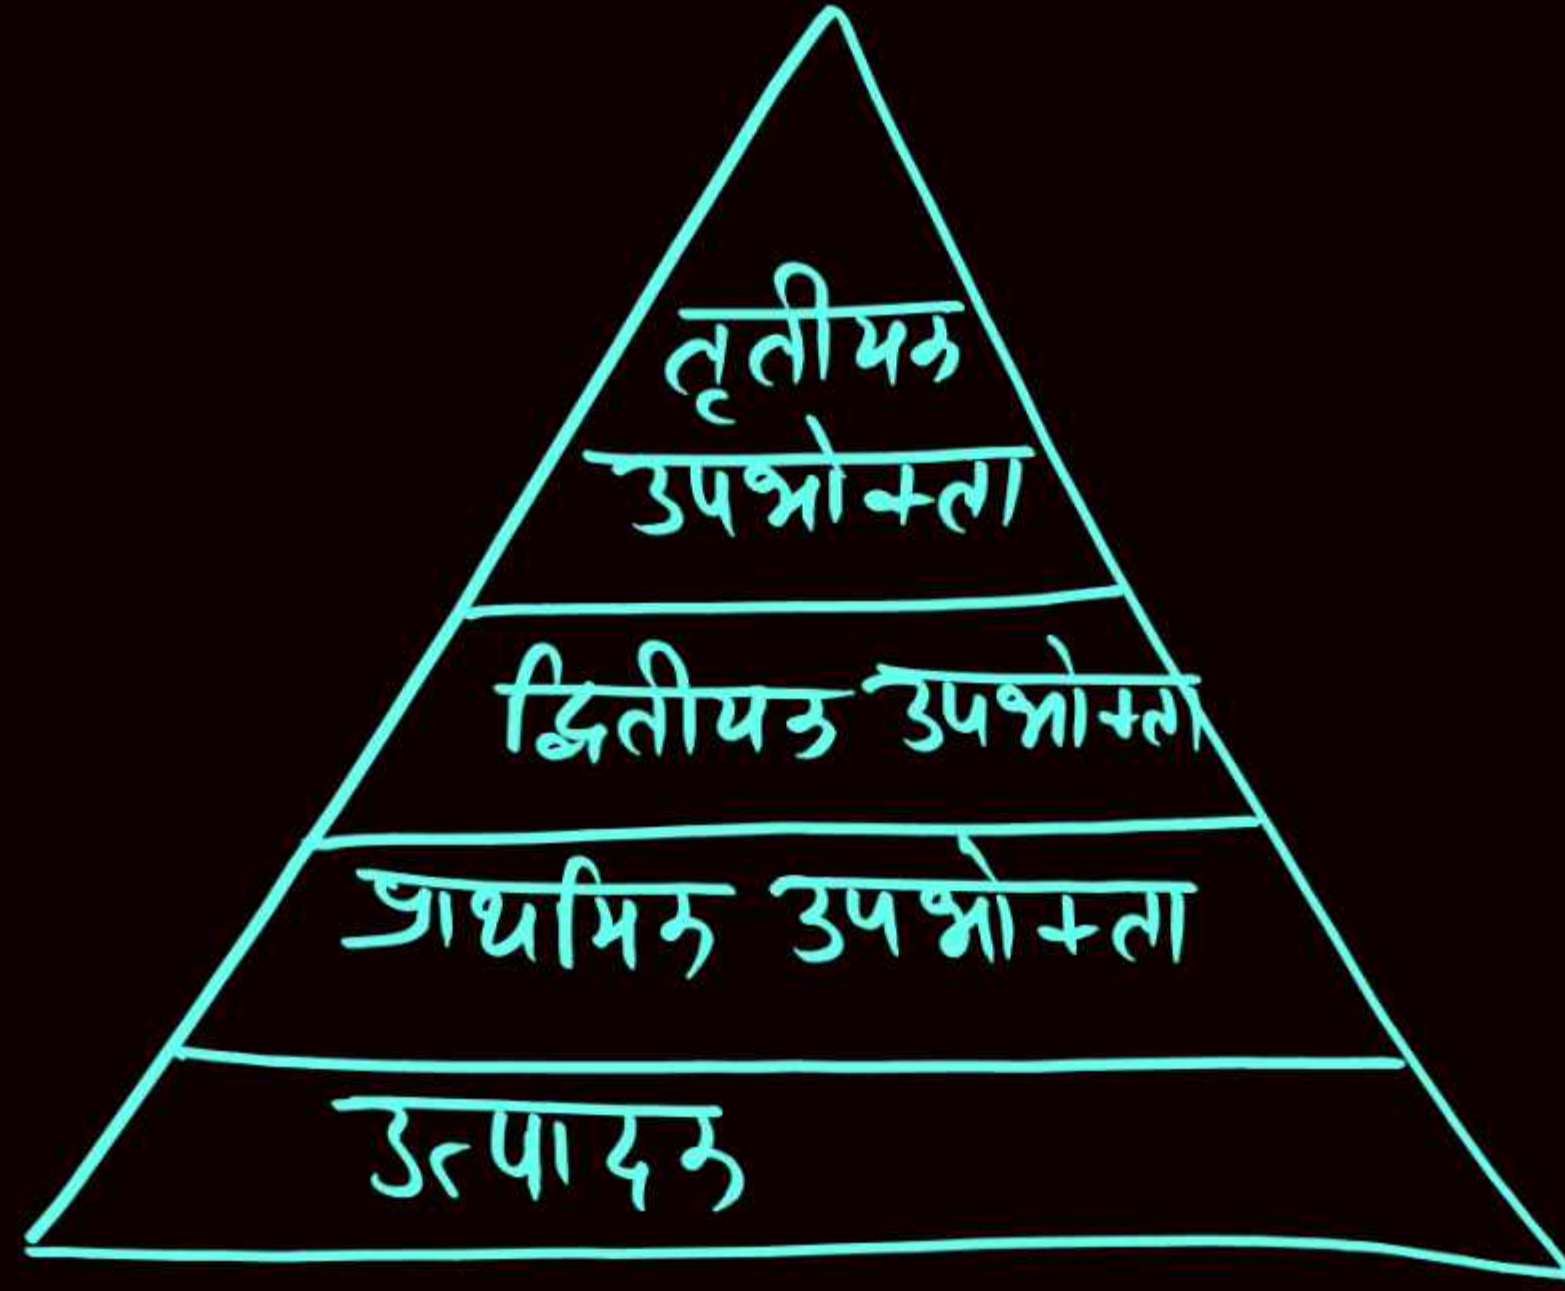 तृतीयक
उपभोक्ता
द्वितीयक उपभोक्ता
प्राथमिक उपभोक्ता
उत्पादक